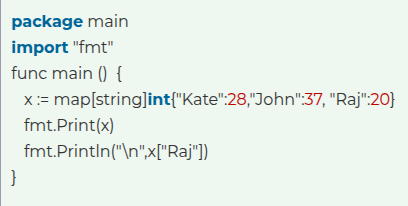 package main
import "fmt"
func main () {
x := map[string]int{"Kate":28,"John":37, "Raj":20}
fmt.Print(x)
fmt.Println("\n",x["Raj"])
}